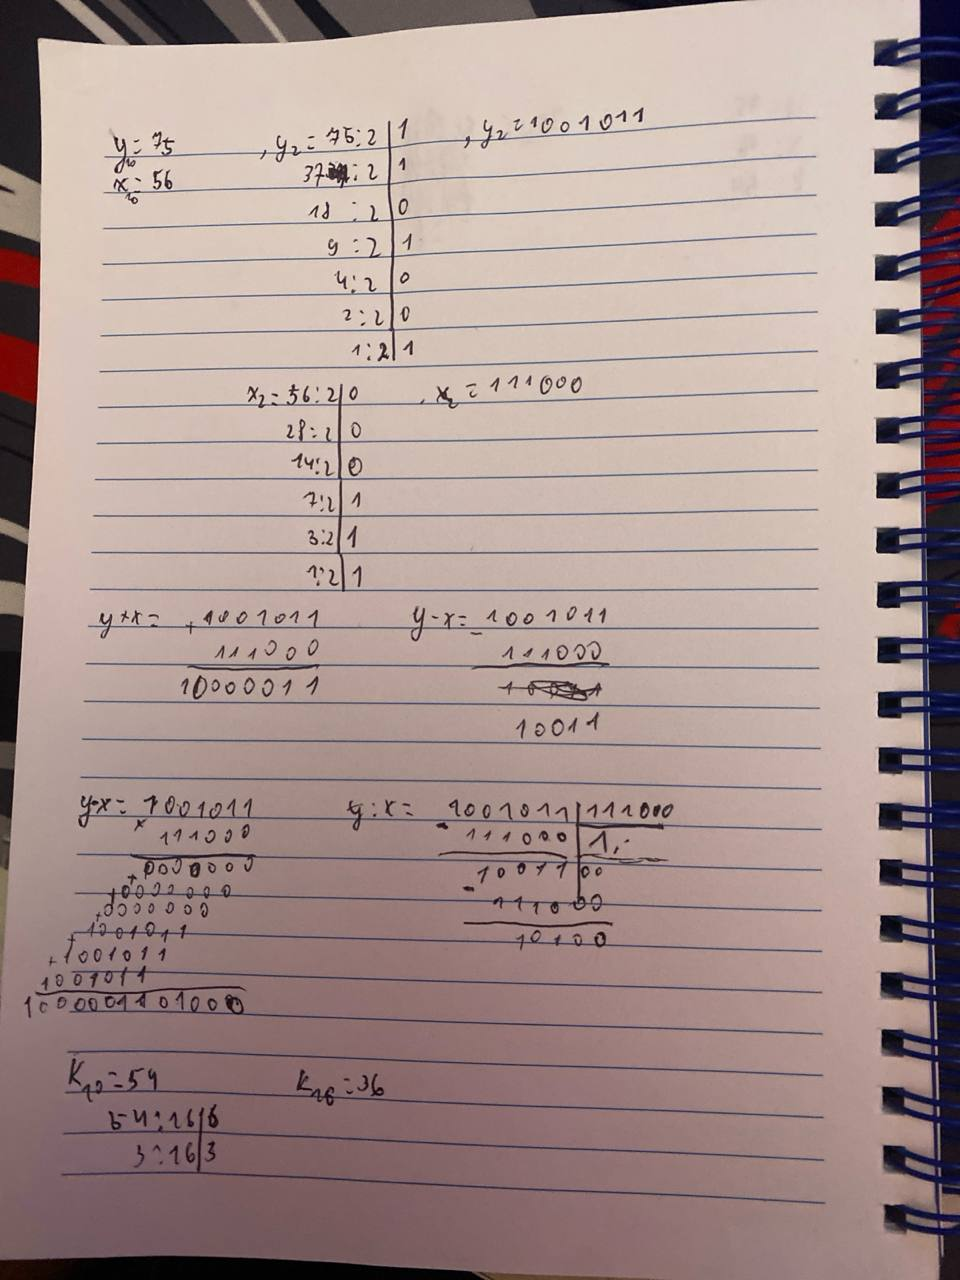 y₁₀ = 75 , y₂ = 75:2 | 1 , y₂ = 1001011
x₁₀ = 56 37:2 | 1
18:2 | 0
9:2 | 1
4:2 | 0
2:2 | 0
1:2 | 1
x₂ = 56:2 | 0 , x₂ = 111000
28:2 | 0
14:2 | 0
7:2 | 1
3:2 | 1
1:2 | 1
y+x = + 1001011 y-x = - 1001011
111000 111000
10000011
10011
y·x = 1001011 y:x = 1001011 | 111000
x 111000 - 111000 | 1,
0000000 10011 | 00
+0000000 - 111000
+0000000 10100
+1001011
+1001011
1001011
1000001101000
K₁₀ = 54 K₁₆ = 36
54:16 | 6
3:16 | 3